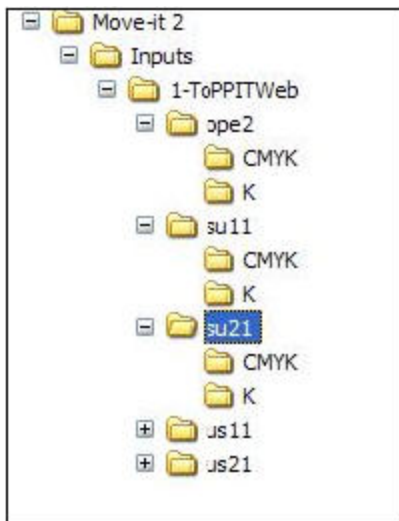 Move-it 2
Inputs
1-ToPPITWeb
ope2
CMYK
K
su11
CMYK
K
su21
CMYK
K
us11
us21